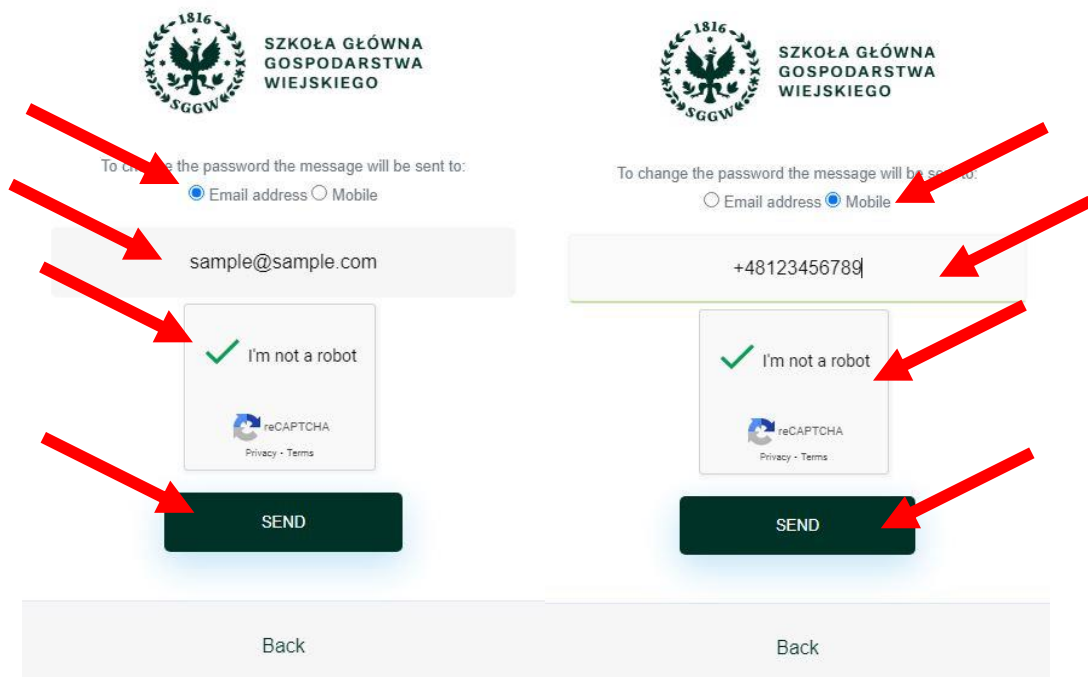 1816
SGGW
SZKOŁA GŁÓWNA
GOSPODARSTWA
WIEJSKIEGO
To the password the message will be sent to:
Email address Mobile
sample@sample.com
I'm not a robot
reCAPTCHA
Privacy - Terms
SEND
Back
1816
SGGW
SZKOŁA GŁÓWNA
GOSPODARSTWA
WIEJSKIEGO
To change the password the message will be to:
Email address Mobile
+48123456789
I'm not a robot
reCAPTCHA
Privacy - Terms
SEND
Back